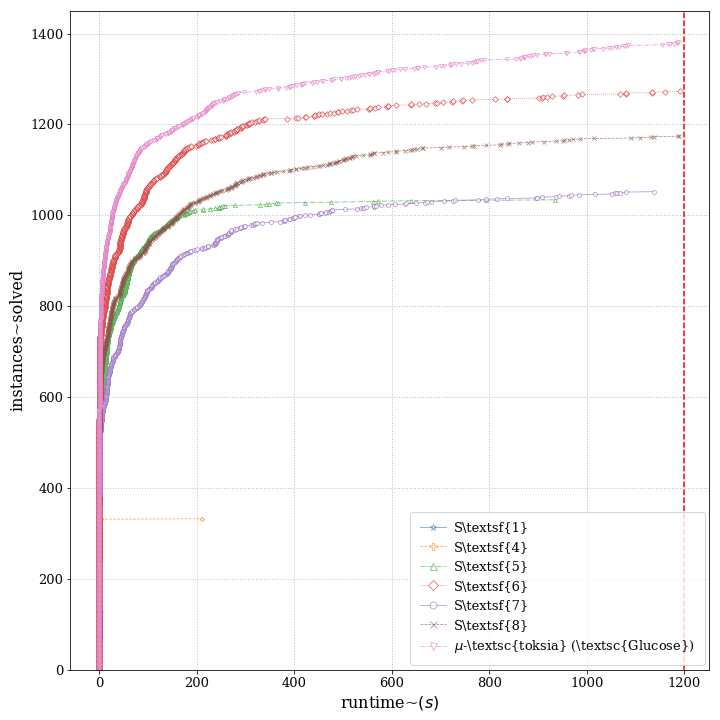 1400
1200
1000
800
600
400
200
0
instances~solved
0 200 400 600 800 1000 1200
runtime~(s)
S\textsf{1}
S\textsf{4}
S\textsf{5}
S\textsf{6}
S\textsf{7}
S\textsf{8}
μ-\textsc{toksia} (\textsc{Glucose})